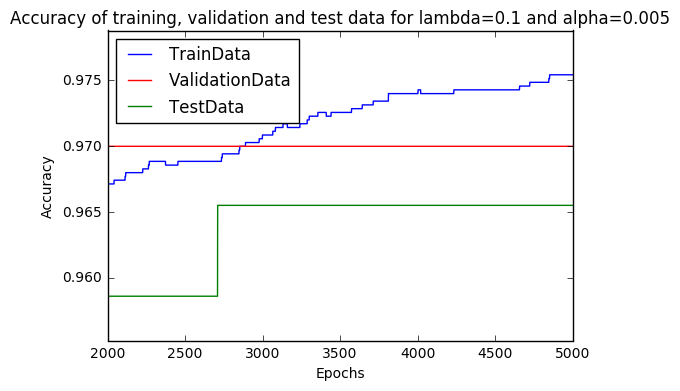 Accuracy of training, validation and test data for lambda=0.1 and alpha=0.005
TrainData
ValidationData
TestData
0.975
0.970
0.965
0.960
Accuracy
2000 2500 3000 3500 4000 4500 5000
Epochs